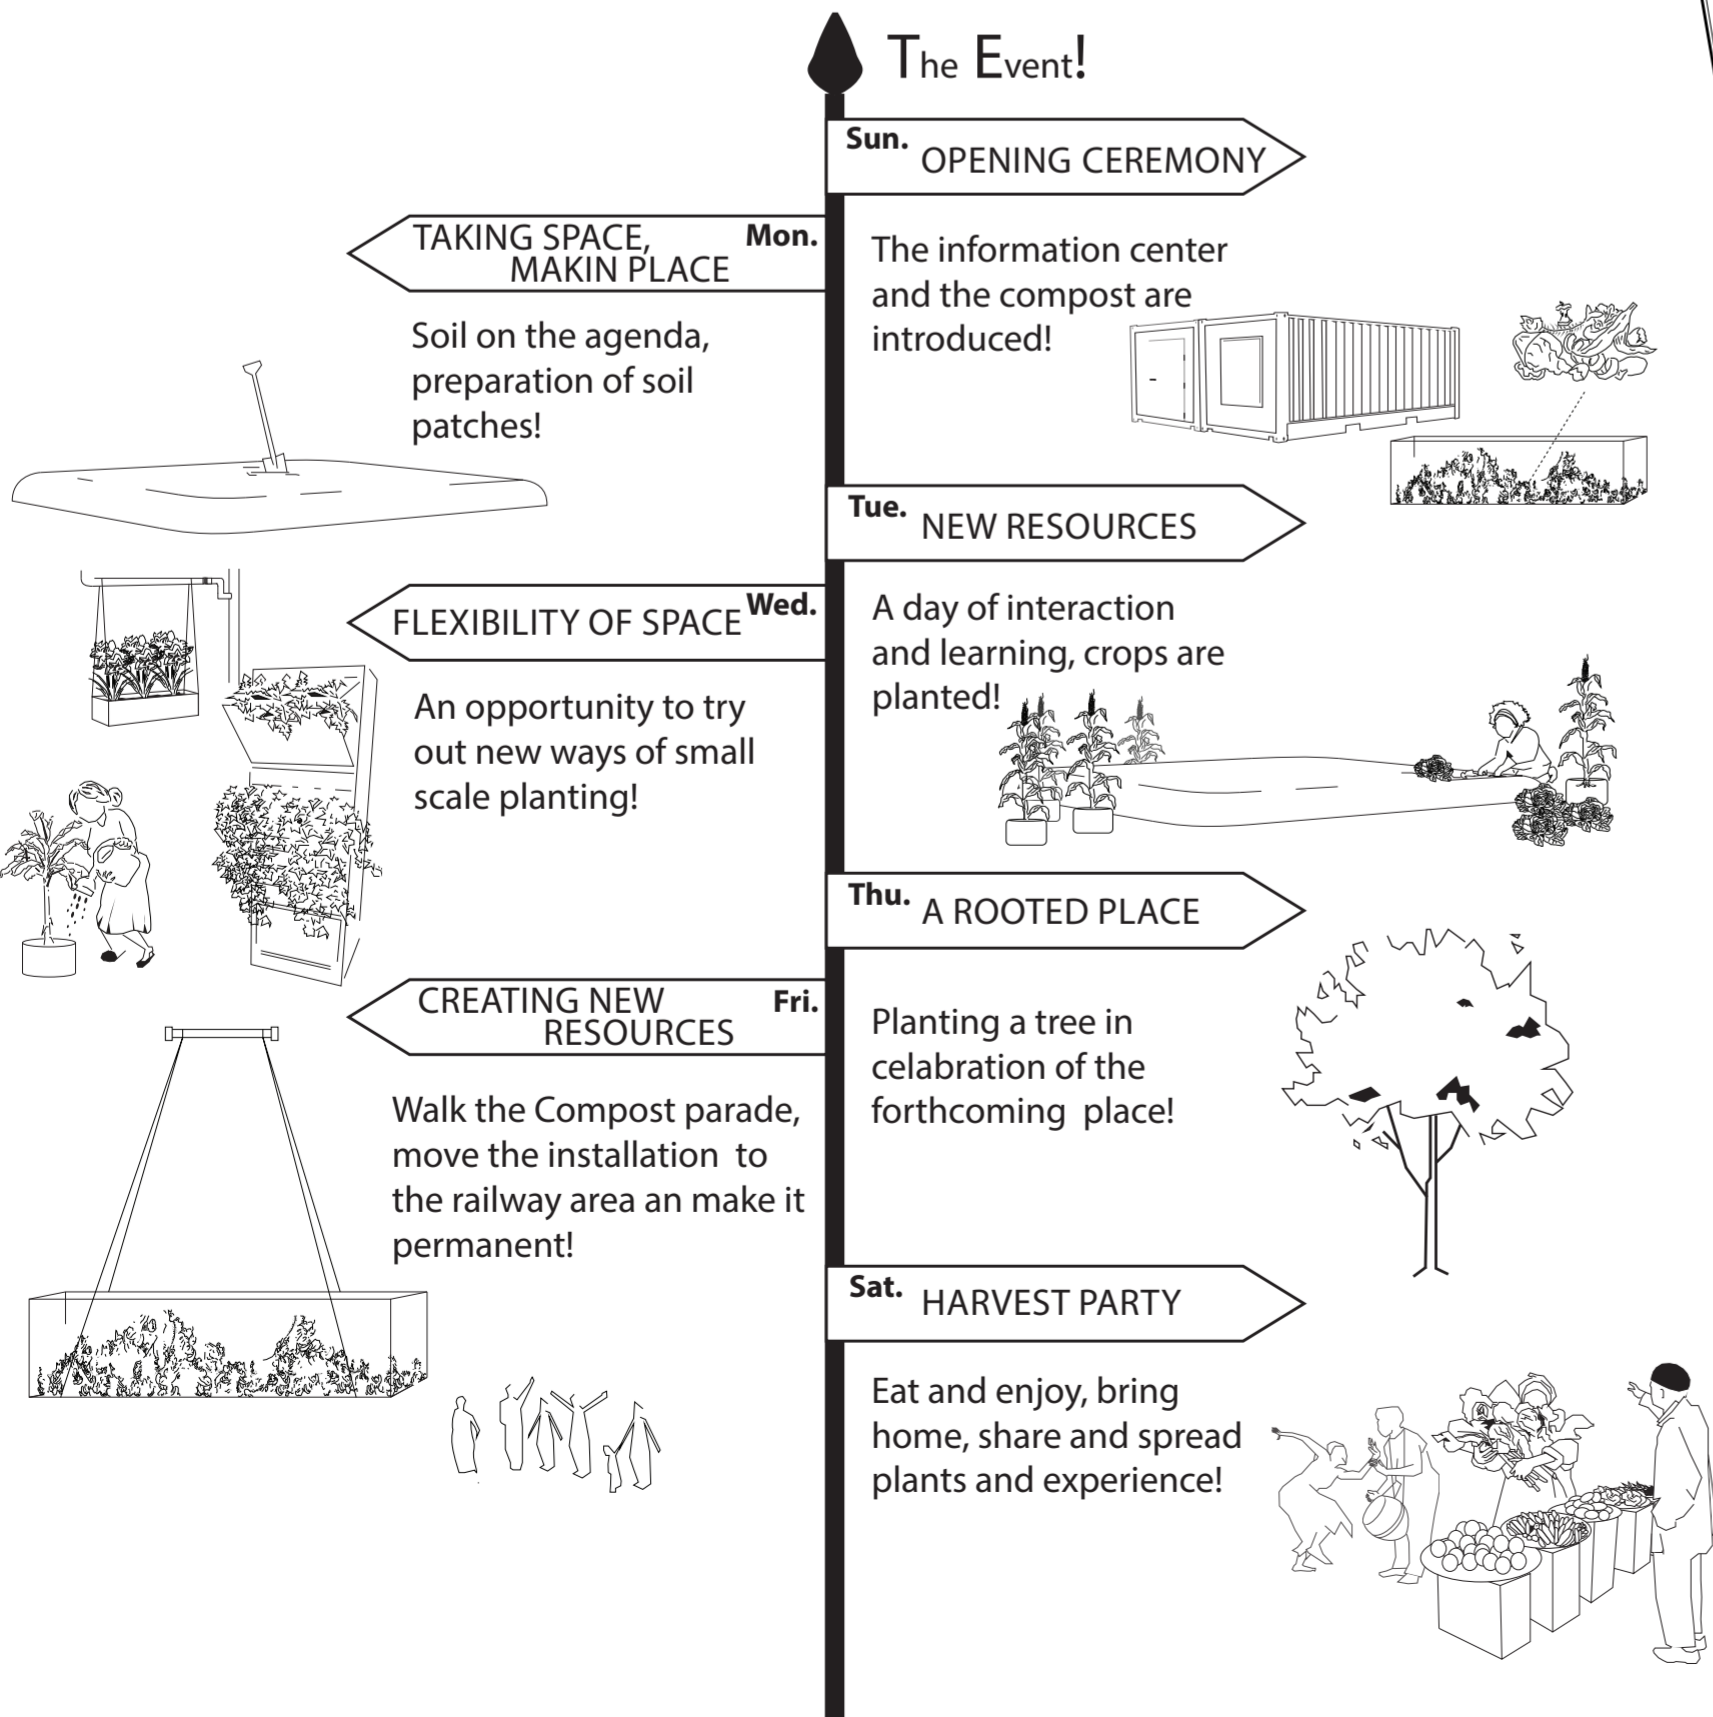 The Event!
Sun.
OPENING CEREMONY
The information center
and the compost are
introduced!
Mon.
TAKING SPACE,
MAKIN PLACE
Soil on the agenda,
preparation of soil
patches!
Tue.
NEW RESOURCES
A day of interaction
and learning, crops are
planted!
Wed.
FLEXIBILITY OF SPACE
An opportunity to try
out new ways of small
scale planting!
Thu.
A ROOTED PLACE
Planting a tree in
celabration of the
forthcoming place!
Fri.
CREATING NEW
RESOURCES
Walk the Compost parade,
move the installation to
the railway area an make it
permanent!
Sat.
HARVEST PARTY
Eat and enjoy, bring
home, share and spread
plants and experience!